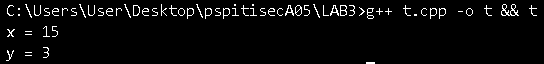 C:\Users\User\Desktop\pspitisecA05\LAB3>g++ t.cpp -o t && t
x = 15
y = 3